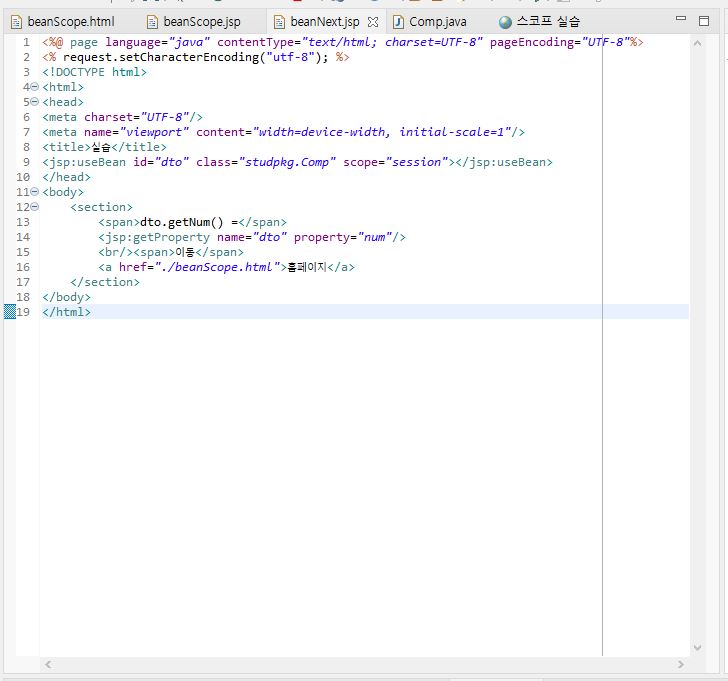 beanScope.html beanScope.jsp beanNext.jsp Comp.java 스코프 실습
1 <%@ page language="java" contentType="text/html; charset=UTF-8" pageEncoding="UTF-8"%>
2 <% request.setCharacterEncoding("utf-8"); %>
3 <!DOCTYPE html>
4 <html>
5 <head>
6 <meta charset="UTF-8"/>
7 <meta name="viewport" content="width=device-width, initial-scale=1"/>
8 <title>실습</title>
9 <jsp:useBean id="dto" class="studpkg.Comp" scope="session"></jsp:useBean>
10 </head>
11 <body>
12 <section>
13 <span>dto.getNum() =</span>
14 <jsp:getProperty name="dto" property="num"/>
15 <br/><span>이동</span>
16 <a href="./beanScope.html">홈페이지</a>
17 </section>
18 </body>
19 </html>